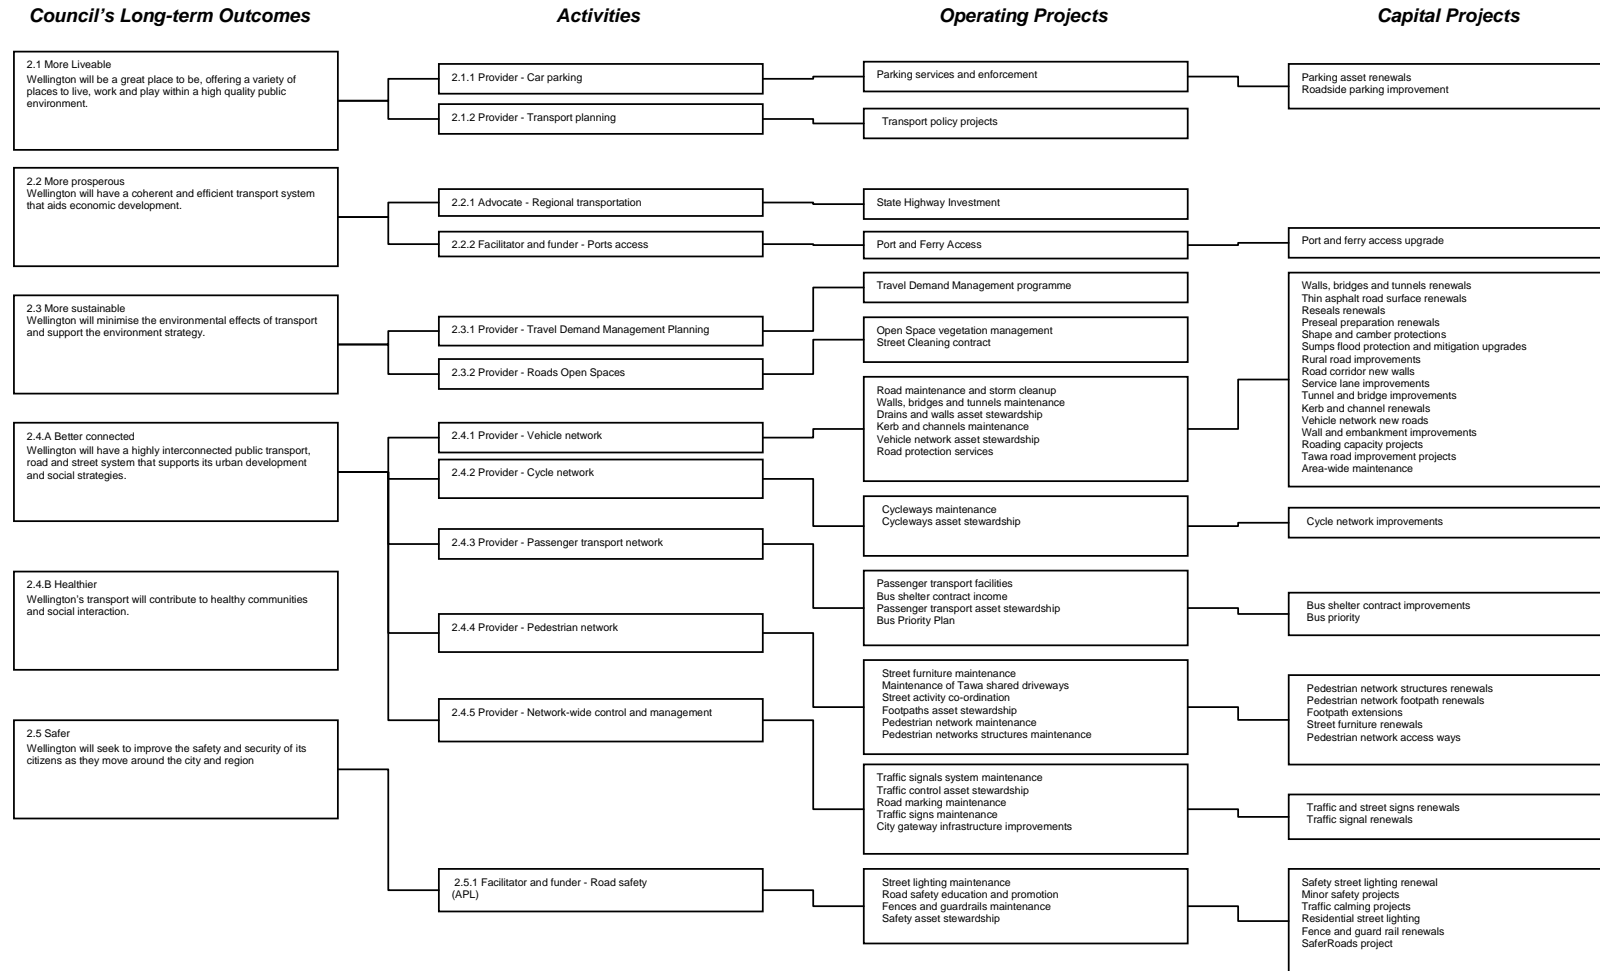 Council's Long-term Outcomes
Activities
Operating Projects
Capital Projects
2.1 More Liveable
Wellington will be a great place to be, offering a variety of
places to live, work and play within a high quality public
environment.
2.1.1 Provider - Car parking
Parking services and enforcement
Parking asset renewals
Roadside parking improvement
2.1.2 Provider - Transport planning
Transport policy projects
2.2 More prosperous
Wellington will have a coherent and efficient transport system
that aids economic development.
2.2.1 Advocate - Regional transportation
State Highway Investment
2.2.2 Facilitator and funder - Ports access
Port and Ferry Access
Port and ferry access upgrade
2.3 More sustainable
Wellington will minimise the environmental effects of transport
and support the environment strategy.
2.3.1 Provider - Travel Demand Management Planning
Travel Demand Management programme
2.3.2 Provider - Roads Open Spaces
Open Space vegetation management
Street Cleaning contract
2.4.A Better connected
Wellington will have a highly interconnected public transport,
road and street system that supports its urban development
and social strategies.
2.4.1 Provider - Vehicle network
Road maintenance and storm cleanup
Walls, bridges and tunnels maintenance
Drains and walls asset stewardship
Kerb and channels maintenance
Vehicle network asset stewardship
Road protection services
Walls, bridges and tunnels renewals
Thin asphalt road surface renewals
Reseals renewals
Preseal preparation renewals
Shape and camber protections
Sumps flood protection and mitigation upgrades
Rural road improvements
Road corridor new walls
Service lane improvements
Tunnel and bridge improvements
Kerb and channel renewals
Vehicle network new roads
Wall and embankment improvements
Roading capacity projects
Tawa road improvement projects
Area-wide maintenance
2.4.2 Provider - Cycle network
Cycleways maintenance
Cycleways asset stewardship
Cycle network improvements
2.4.3 Provider - Passenger transport network
Passenger transport facilities
Bus shelter contract income
Passenger transport asset stewardship
Bus Priority Plan
Bus shelter contract improvements
Bus priority
2.4.B Healthier
Wellington's transport will contribute to healthy communities
and social interaction.
2.4.4 Provider - Pedestrian network
Street furniture maintenance
Maintenance of Tawa shared driveways
Street activity co-ordination
Footpaths asset stewardship
Pedestrian network maintenance
Pedestrian networks structures maintenance
Pedestrian network structures renewals
Pedestrian network footpath renewals
Footpath extensions
Street furniture renewals
Pedestrian network access ways
2.4.5 Provider - Network-wide control and management
Traffic signals system maintenance
Traffic control asset stewardship
Road marking maintenance
Traffic signs maintenance
City gateway infrastructure improvements
Traffic and street signs renewals
Traffic signal renewals
2.5 Safer
Wellington will seek to improve the safety and security of its
citizens as they move around the city and region
2.5.1 Facilitator and funder - Road safety
(APL)
Street lighting maintenance
Road safety education and promotion
Fences and guardrails maintenance
Safety asset stewardship
Safety street lighting renewal
Minor safety projects
Traffic calming projects
Residential street lighting
Fence and guard rail renewals
SaferRoads project